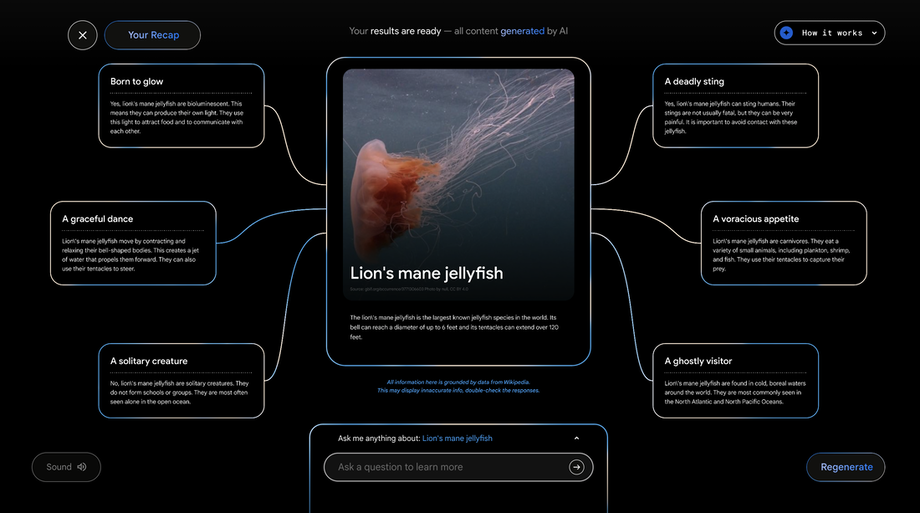 Your Recap
Your results are ready — all content generated by AI
How it works
Born to glow
Yes, lion\'s mane jellyfish are bioluminescent. This
means they can produce their own light. They use
this light to attract food and to communicate with
each other.
A graceful dance
Lion\'s mane jellyfish move by contracting and
relaxing their bell-shaped bodies. This creates a jet
of water that propels them forward. They can also
use their tentacles to steer.
A solitary creature
No, lion\'s mane jellyfish are solitary creatures. They
do not form schools or groups. They are most often
seen alone in the open ocean.
Lion's mane jellyfish
The lion's mane jellyfish is the largest known jellyfish species in the world. Its
bell can reach a diameter of up to 6 feet and its tentacles can extend over 120
feet.
All information here is grounded by data from Wikipedia.
This may display innaccurate info, double-check the responses.
A deadly sting
Yes, lion\'s mane jellyfish can sting humans. Their
stings are not usually fatal, but they can be very
painful. It is important to avoid contact with these
jellyfish.
A voracious appetite
Lion\'s mane jellyfish are carnivores. They eat a
variety of small animals, including plankton, shrimp,
and fish. They use their tentacles to capture their
prey.
A ghostly visitor
Lion\'s mane jellyfish are found in cold, boreal waters
around the world. They are most commonly seen in
the North Atlantic and North Pacific Oceans.
Ask me anything about: Lion's mane jellyfish
Ask a question to learn more
Sound
Regenerate